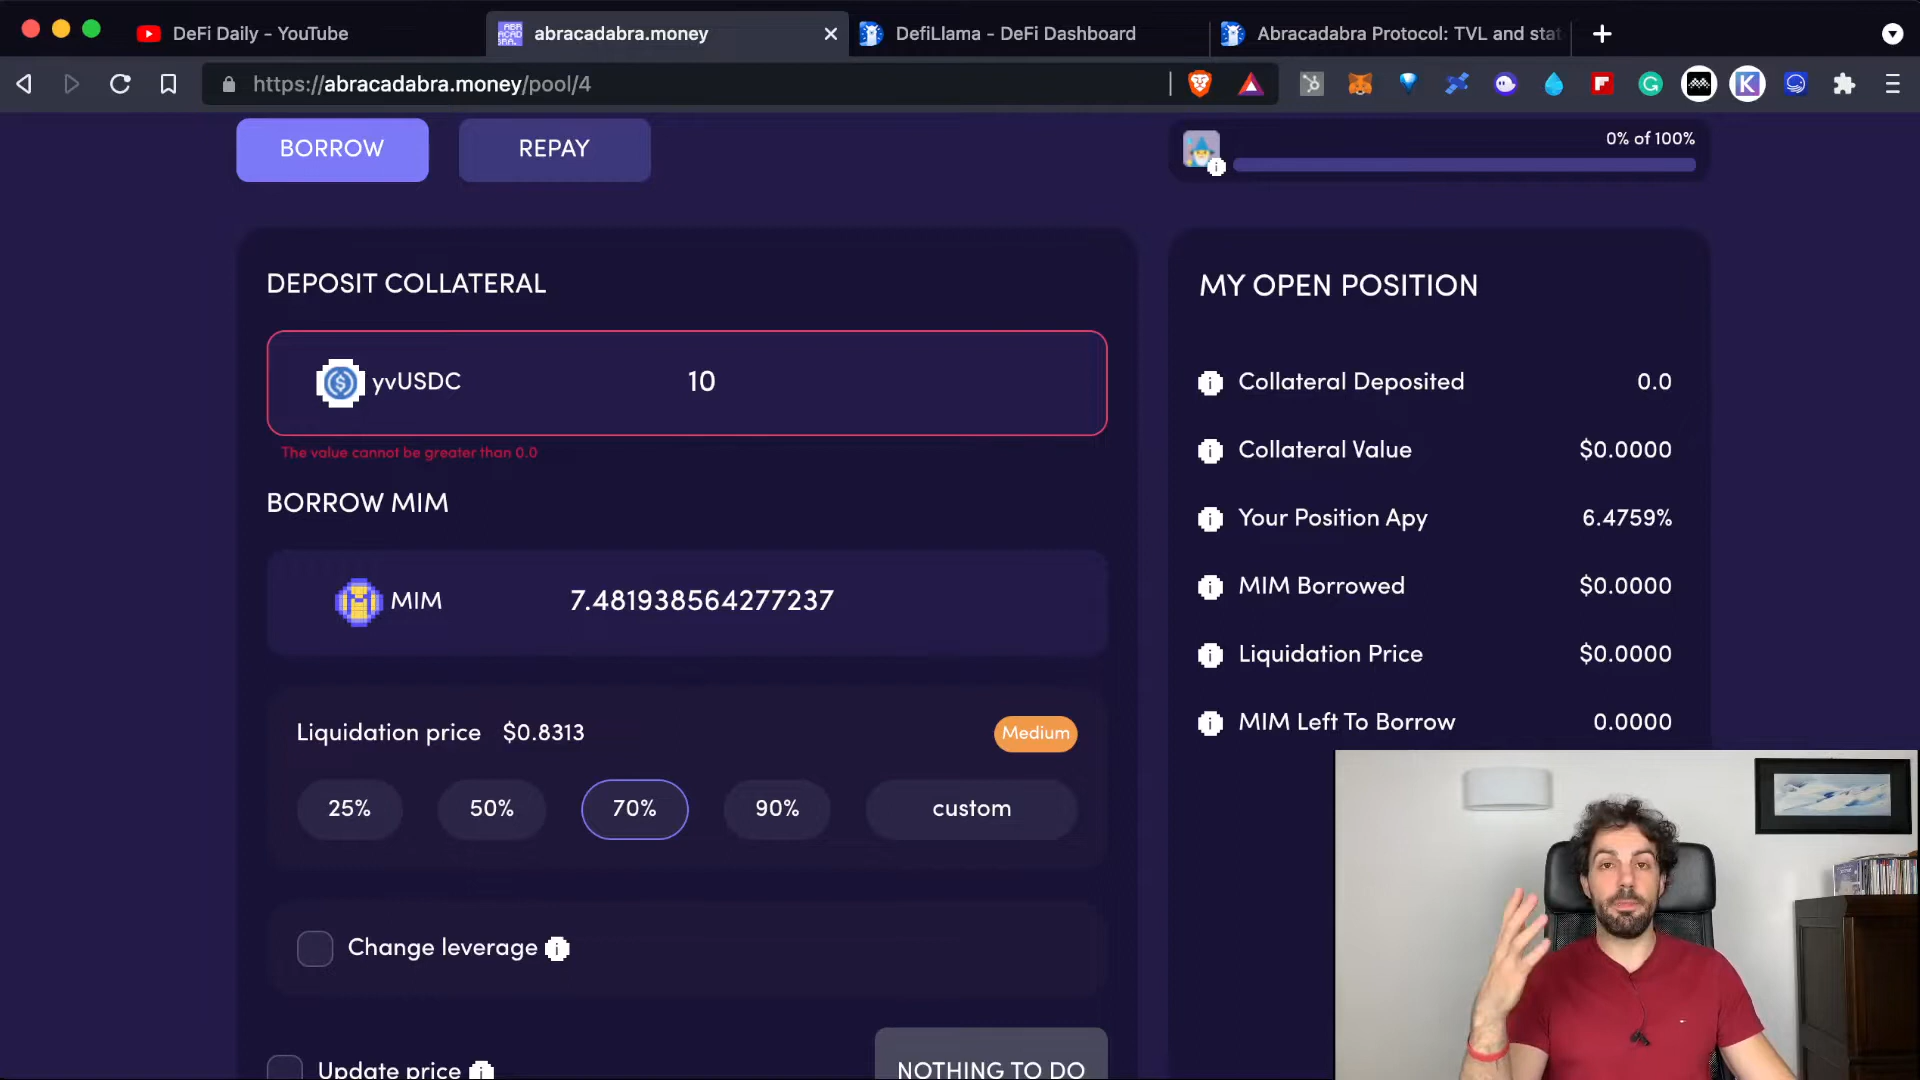 DeFi Daily - YouTube
abracadabra.money
DefiLlama - DeFi Dashboard
Abracadabra Protocol: TVL and stat
https://abracadabra.money/pool/4
BORROW
REPAY
0% of 100%
DEPOSIT COLLATERAL
yvUSDC
10
The value cannot be greater than 0.0
BORROW MIM
MIM
7.481938564277237
Liquidation price $0.8313
Medium
25%
50%
70%
90%
custom
Change leverage
Update price
NOTHING TO DO
MY OPEN POSITION
Collateral Deposited 0.0
Collateral Value $0.0000
Your Position Apy 6.4759%
MIM Borrowed $0.0000
Liquidation Price $0.0000
MIM Left To Borrow 0.0000